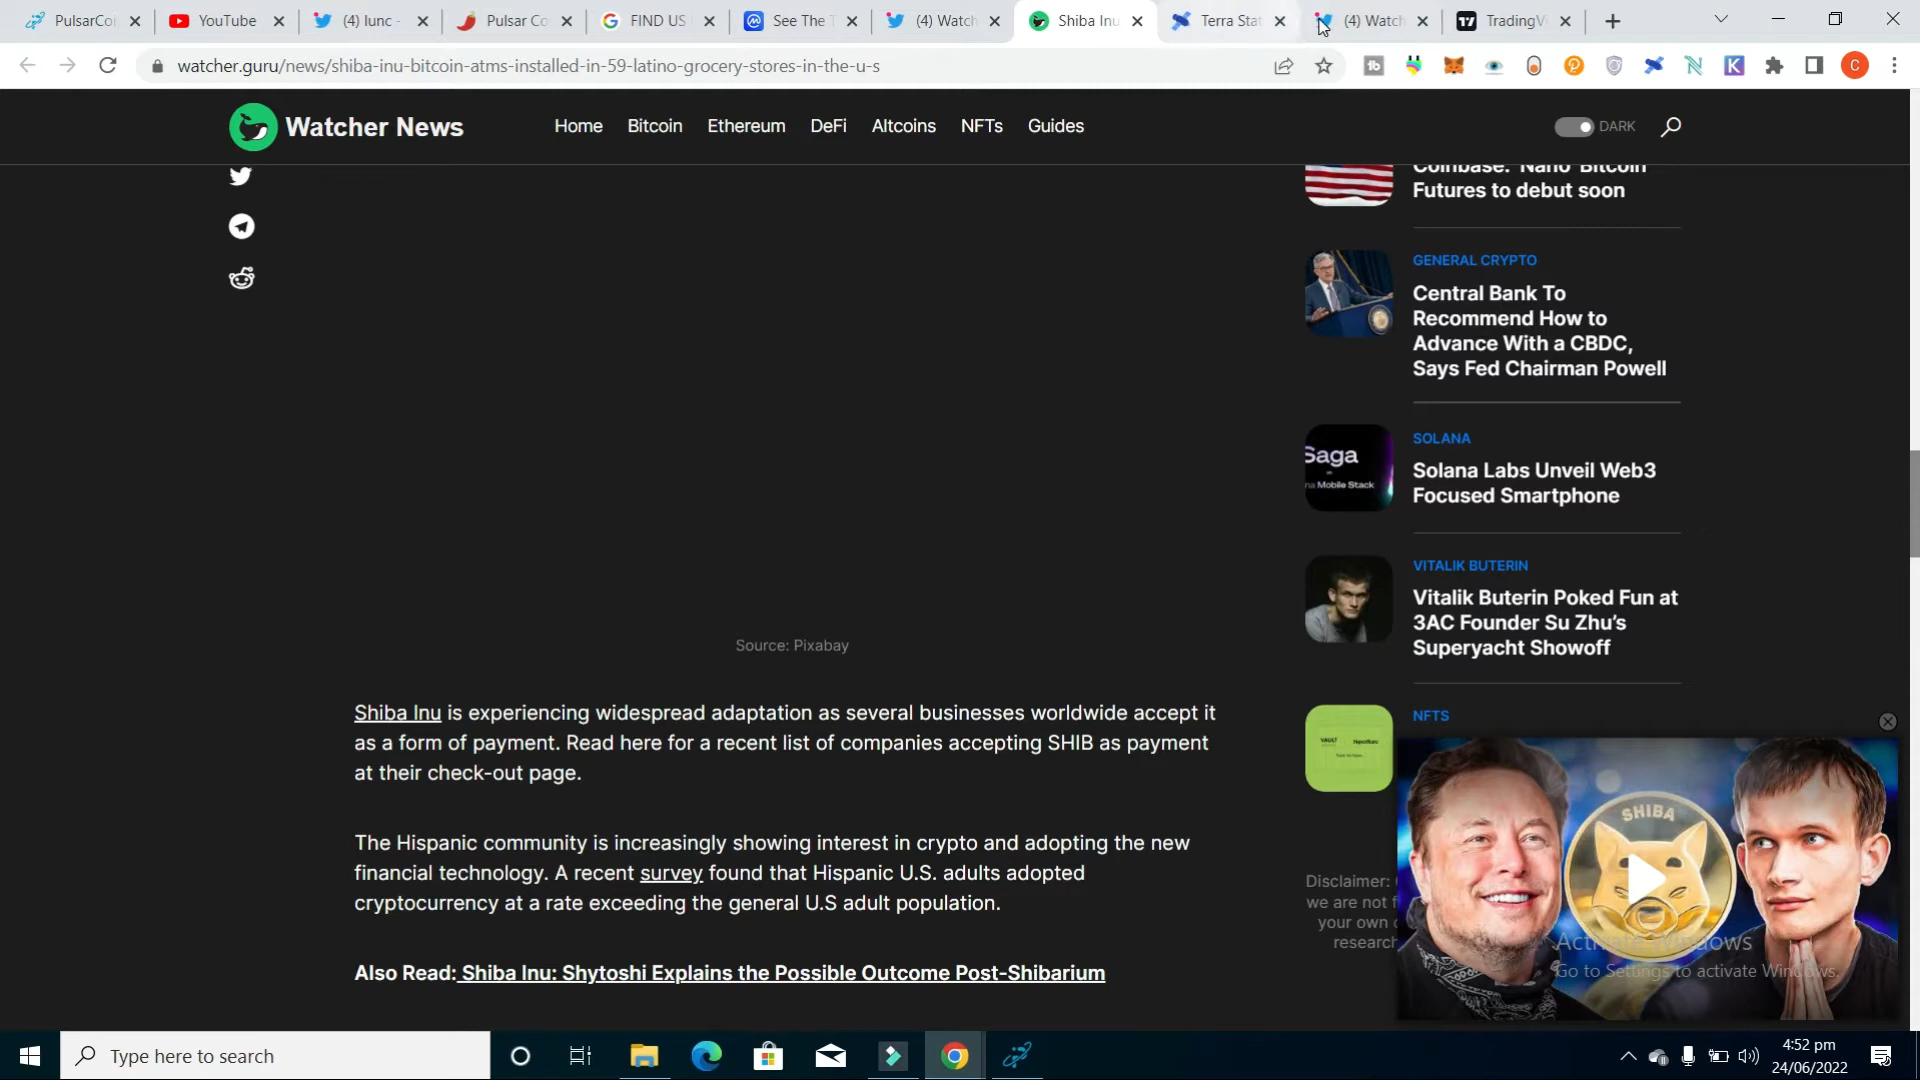 PulsarCoi
YouTube
(4) lunc -
Pulsar Co
FIND US
See The T
(4) Watch
Shiba Inu
Terra Stat
(4) Watch
TradingVi
watcher.guru/news/shiba-inu-bitcoin-atms-installed-in-59-latino-grocery-stores-in-the-u-s
Watcher News
Home
Bitcoin
Ethereum
DeFi
Altcoins
NFTs
Guides
DARK
Coinbase: 'Nano' Bitcoin
Futures to debut soon
GENERAL CRYPTO
Central Bank To
Recommend How to
Advance With a CBDC,
Says Fed Chairman Powell
SOLANA
Saga
na Mobile Stack
Solana Labs Unveil Web3
Focused Smartphone
VITALIK BUTERIN
Vitalik Buterin Poked Fun at
3AC Founder Su Zhu's
Superyacht Showoff
NFTS
Source: Pixabay
Shiba Inu is experiencing widespread adaptation as several businesses worldwide accept it
as a form of payment. Read here for a recent list of companies accepting SHIB as payment
at their check-out page.
The Hispanic community is increasingly showing interest in crypto and adopting the new
financial technology. A recent survey found that Hispanic U.S. adults adopted
cryptocurrency at a rate exceeding the general U.S adult population.
Also Read: Shiba Inu: Shytoshi Explains the Possible Outcome Post-Shibarium
Disclaimer:
we are not f
your own
research
SHIBA
Activate Windows
Go to Settings to activate Windows.
Type here to search
4:52 pm
24/06/2022